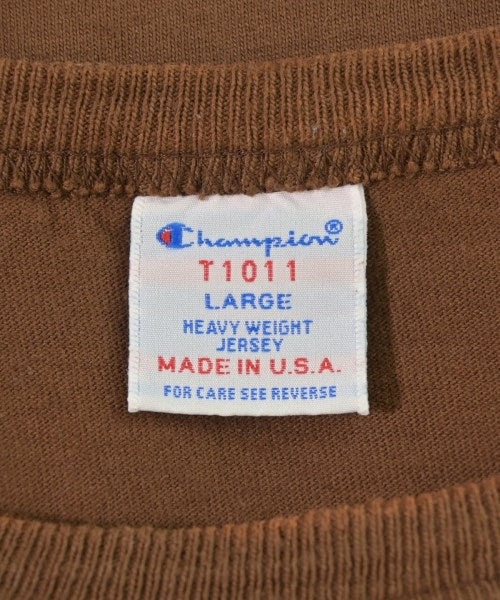 Champion®
T1011
LARGE
HEAVY WEIGHT
JERSEY
MADE IN U.S.A.
FOR CARE SEE REVERSE